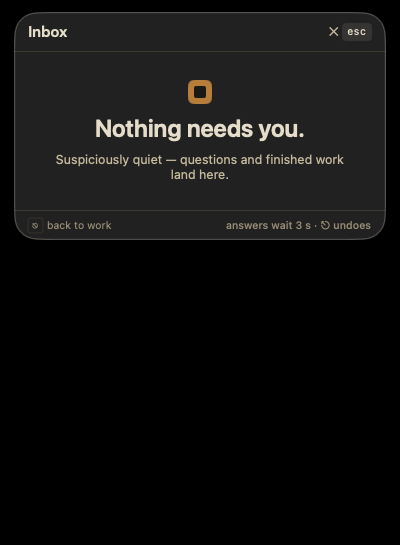 Inbox
esc
Nothing needs you.
Suspiciously quiet — questions and finished work
land here.
back to work
answers wait 3 s · undoes